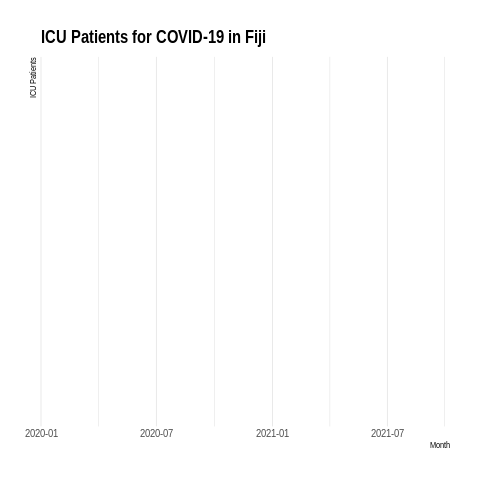 ICU Patients for COVID-19 in Fiji
ICU Patients
2020-01
2020-07
2021-01
2021-07
Month